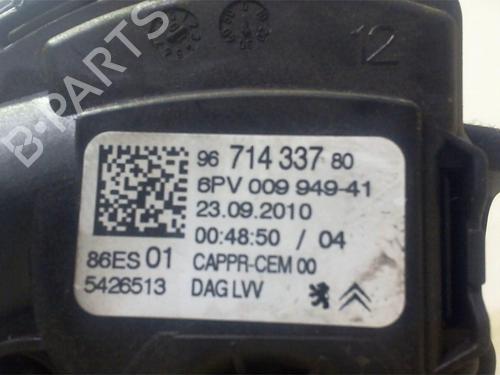 B-PARTS
12
96 714 337 80
6PV 009 949-41
23.09.2010
00:48:50 / 04
86ES 01 CAPPR-CEM 00
5426513 DAG LVV